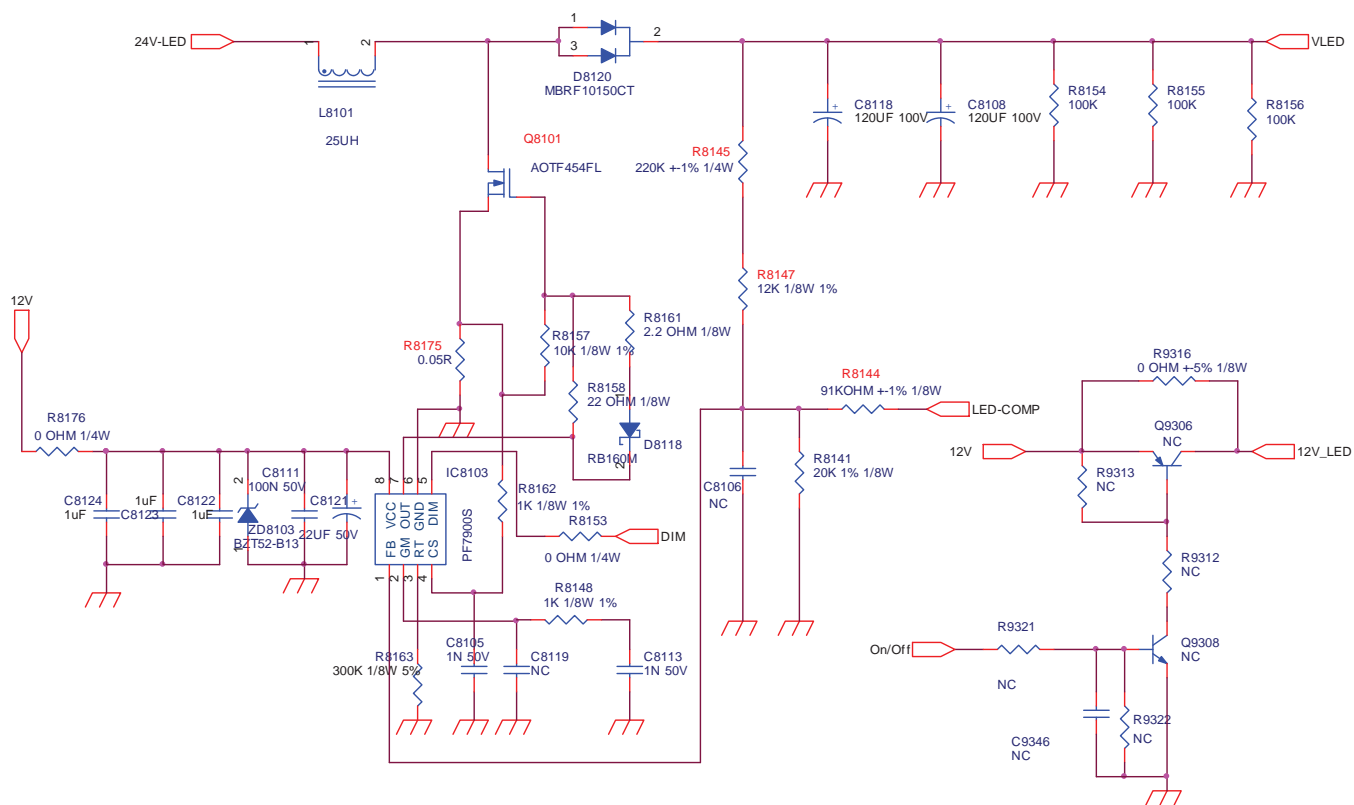 24V-LED
1
2
L8101
25UH
1
3
2
D8120
MBRF10150CT
VLED
C8118
120UF 100V
C8108
120UF 100V
R8154
100K
R8155
100K
R8156
100K
Q8101
AOTF454FL
R8145
220K +-1% 1/4W
R8147
12K 1/8W 1%
12V
R8176
0 OHM 1/4W
R8175
0.05R
R8157
10K 1/8W 1%
R8161
2.2 OHM 1/8W
R8158
22 OHM 1/8W
1
D8118
RB160M
2
R8144
91KOHM +-1% 1/8W
LED-COMP
R8141
20K 1% 1/8W
C8106
NC
R9316
0 OHM +-5% 1/8W
Q9306
NC
12V
12V_LED
R9313
NC
R9312
NC
C8124
1uF
1uF
C8123
C8122
1uF
2
ZD8103
BZT52-B13
1
C8111
100N 50V
C8121
22UF 50V
8
7
6
5
VCC
OUT
GND
DIM
FB
GM
RT
CS
1
2
3
4
IC8103
PF7900S
R8162
1K 1/8W 1%
R8153
0 OHM 1/4W
DIM
R8148
1K 1/8W 1%
R8163
300K 1/8W 5%
C8105
1N 50V
C8119
NC
C8113
1N 50V
On/Off
R9321
NC
Q9308
NC
C9346
NC
R9322
NC